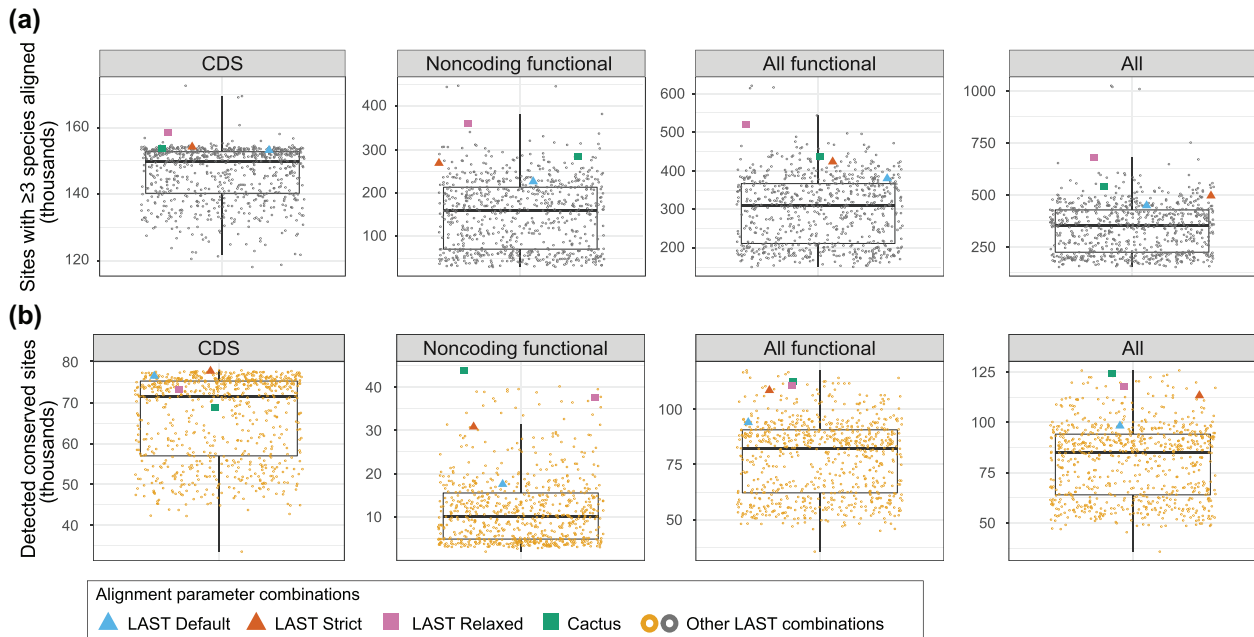 (a)
Sites with ≥3 species aligned
(thousands)
CDS
160
140
120
Noncoding functional
400
300
200
100
All functional
600
500
400
300
200
All
1000
750
500
250
(b)
Detected conserved sites
(thousands)
CDS
80
70
60
50
40
Noncoding functional
40
30
20
10
All functional
100
75
50
All
125
100
75
50
Alignment parameter combinations
LAST Default LAST Strict LAST Relaxed Cactus Other LAST combinations